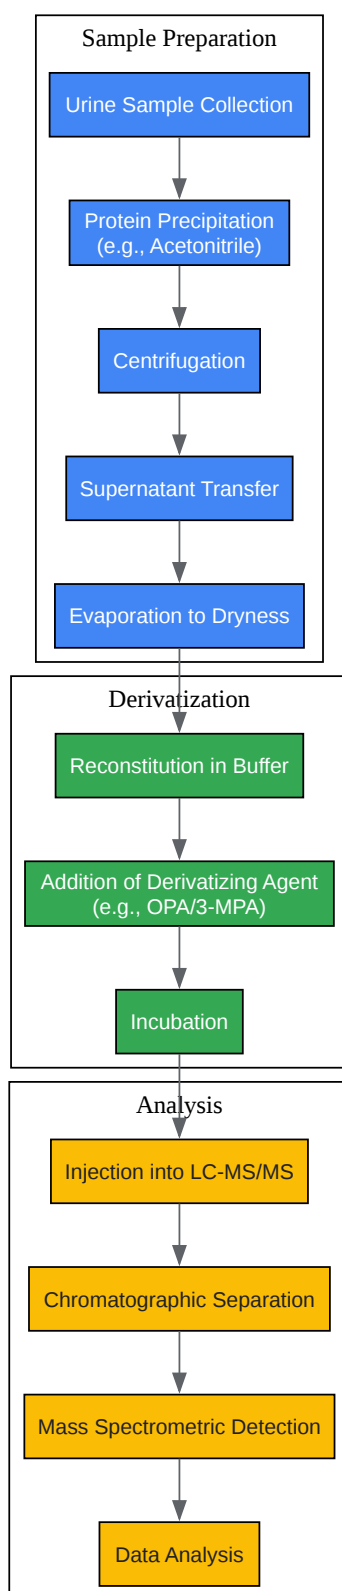 Sample Preparation
Urine Sample Collection
Protein Precipitation
(e.g., Acetonitrile)
Centrifugation
Supernatant Transfer
Evaporation to Dryness
Derivatization
Reconstitution in Buffer
Addition of Derivatizing Agent
(e.g., OPA/3-MPA)
Incubation
Analysis
Injection into LC-MS/MS
Chromatographic Separation
Mass Spectrometric Detection
Data Analysis